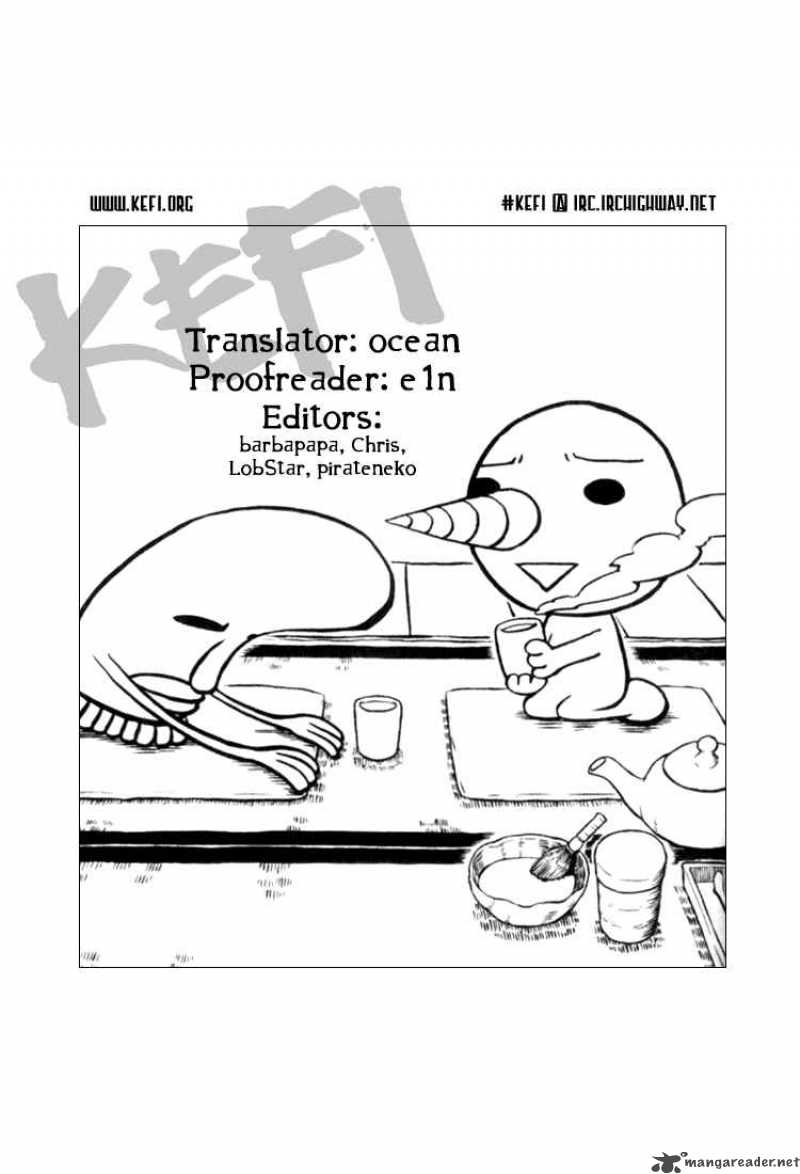 WWW.KEFI.ORG
#KEFI @ IRC.IRCHIGHWAY.NET
KEFI
Translator: ocean
Proofreader: e1n
Editors:
barbapapa, Chris,
LobStar, pirateneko
mangareader.net